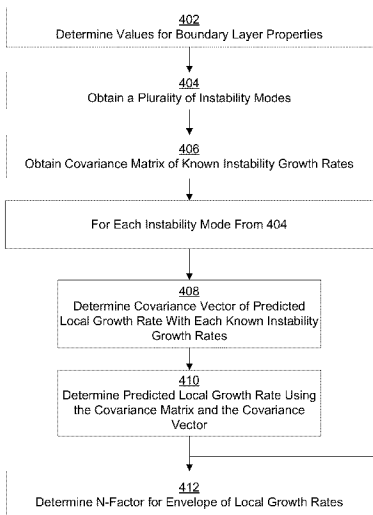 402
Determine Values for Boundary Layer Properties
404
Obtain a Plurality of Instability Modes
406
Obtain Covariance Matrix of Known Instability Growth Rates
For Each Instability Mode From 404
408
Determine Covariance Vector of Predicted
Local Growth Rate With Each Known Instability
Growth Rates
410
Determine Predicted Local Growth Rate Using
the Covariance Matrix and the Covariance
Vector
412
Determine N-Factor for Envelope of Local Growth Rates